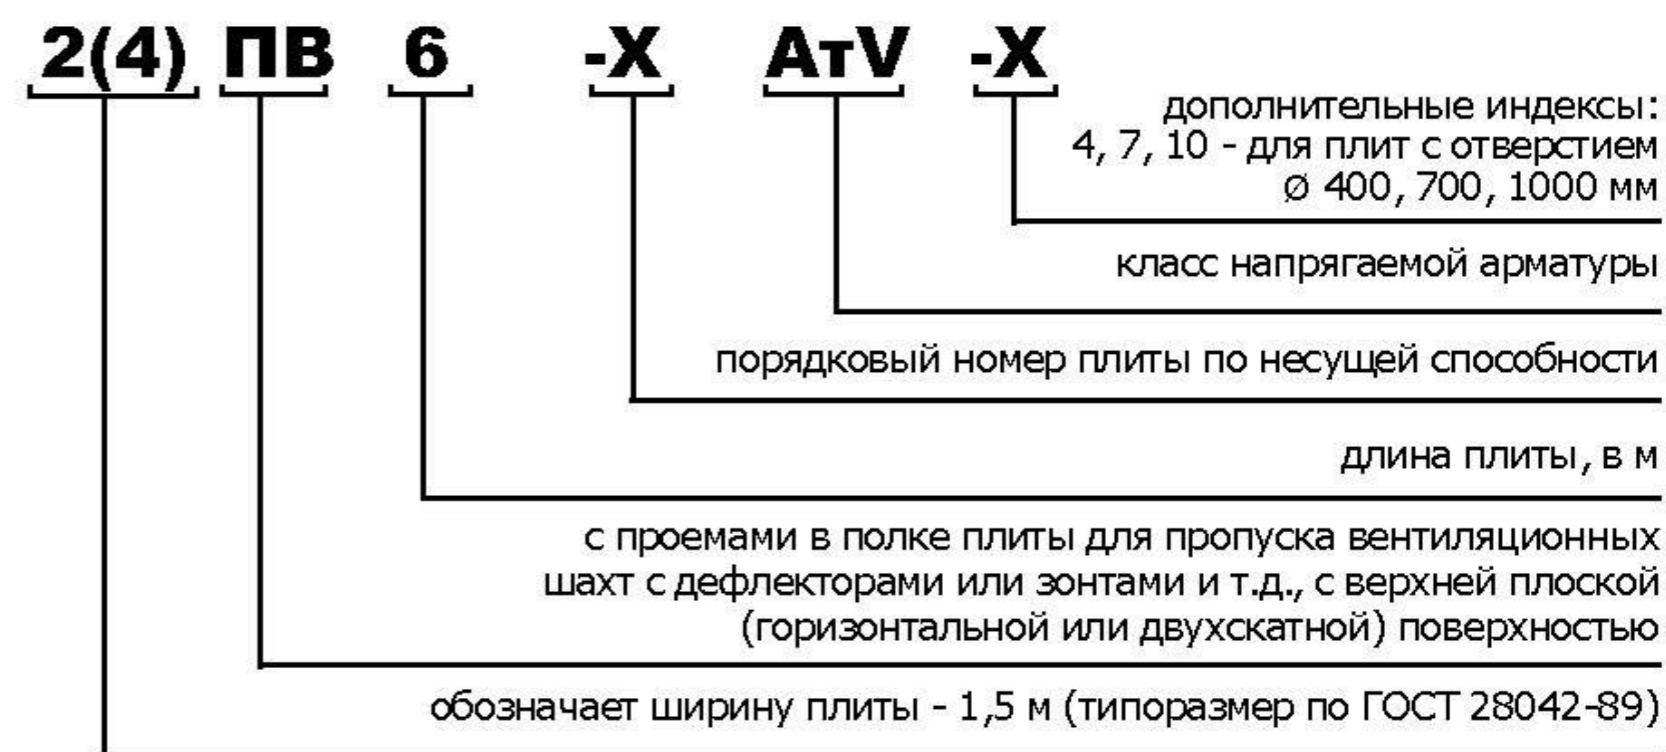 2(4) ПВ 6 -Х АтV -Х
дополнительные индексы:
4, 7, 10 - для плит с отверстием
Ø 400, 700, 1000 мм
класс напрягаемой арматуры
порядковый номер плиты по несущей способности
длина плиты, в м
с проемами в полке плиты для пропуска вентиляционных
шахт с дефлекторами или зонтами и т.д., с верхней плоской
(горизонтальной или двухскатной) поверхностью
обозначает ширину плиты - 1,5 м (типоразмер по ГОСТ 28042-89)